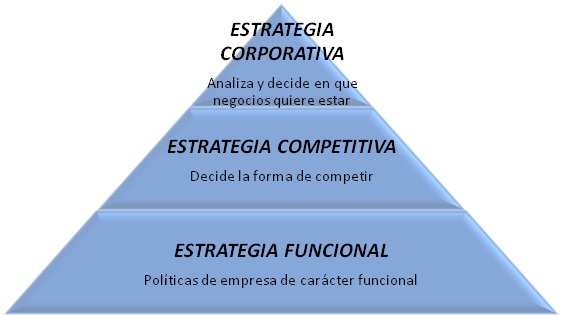 ESTRATEGIA
CORPORATIVA
Analiza y decide en que
negocios quiere estar
ESTRATEGIA COMPETITIVA
Decide la forma de competir
ESTRATEGIA FUNCIONAL
Políticas de empresa de carácter funcional